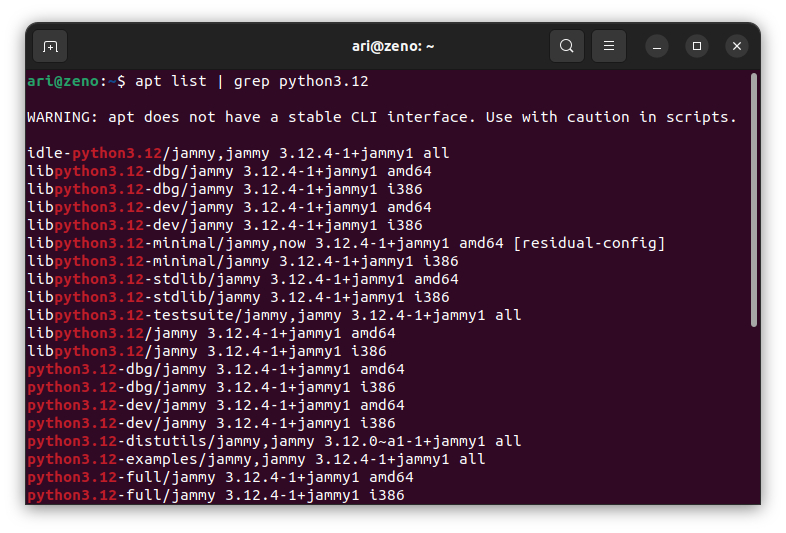 ari@zeno: ~
ari@zeno:~$ apt list | grep python3.12
WARNING: apt does not have a stable CLI interface. Use with caution in scripts.
idle-python3.12/jammy,jammy 3.12.4-1+jammy1 all
libpython3.12-dbg/jammy 3.12.4-1+jammy1 amd64
libpython3.12-dbg/jammy 3.12.4-1+jammy1 i386
libpython3.12-dev/jammy 3.12.4-1+jammy1 amd64
libpython3.12-dev/jammy 3.12.4-1+jammy1 i386
libpython3.12-minimal/jammy,now 3.12.4-1+jammy1 amd64 [residual-config]
libpython3.12-minimal/jammy 3.12.4-1+jammy1 i386
libpython3.12-stdlib/jammy 3.12.4-1+jammy1 amd64
libpython3.12-stdlib/jammy 3.12.4-1+jammy1 i386
libpython3.12-testsuite/jammy,jammy 3.12.4-1+jammy1 all
libpython3.12/jammy 3.12.4-1+jammy1 amd64
libpython3.12/jammy 3.12.4-1+jammy1 i386
python3.12-dbg/jammy 3.12.4-1+jammy1 amd64
python3.12-dbg/jammy 3.12.4-1+jammy1 i386
python3.12-dev/jammy 3.12.4-1+jammy1 amd64
python3.12-dev/jammy 3.12.4-1+jammy1 i386
python3.12-distutils/jammy,jammy 3.12.0~a1-1+jammy1 all
python3.12-examples/jammy,jammy 3.12.4-1+jammy1 all
python3.12-full/jammy 3.12.4-1+jammy1 amd64
python3.12-full/jammy 3.12.4-1+jammy1 i386